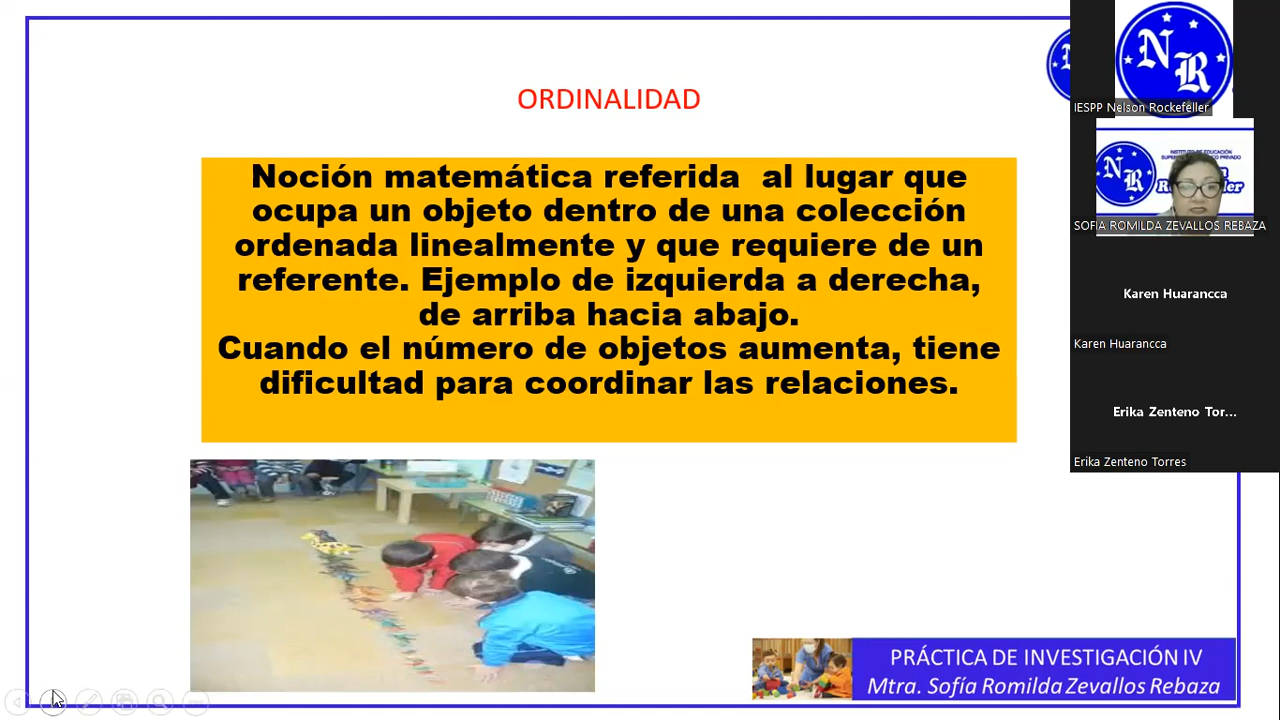 ORDINALIDAD
Noción matemática referida  al lugar que
ocupa un objeto dentro de una colección
ordenada linealmente y que requiere de un
referente. Ejemplo de izquierda a derecha,
de arriba hacia abajo.
Cuando el número de objetos aumenta, tiene
dificultad para coordinar las relaciones.
PRÁCTICA DE INVESTIGACIÓN IV
Mtra. Sofía Romilda Zevallos Rebaza
N R
IESPP Nelson Rockefeller
INSTITUTO DE EDUCACIÓN
N R
SOFIA ROMILDA ZEVALLOS REBAZA
Karen Huarancca
Karen Huarancca
Erika Zenteno Tor...
Erika Zenteno Torres